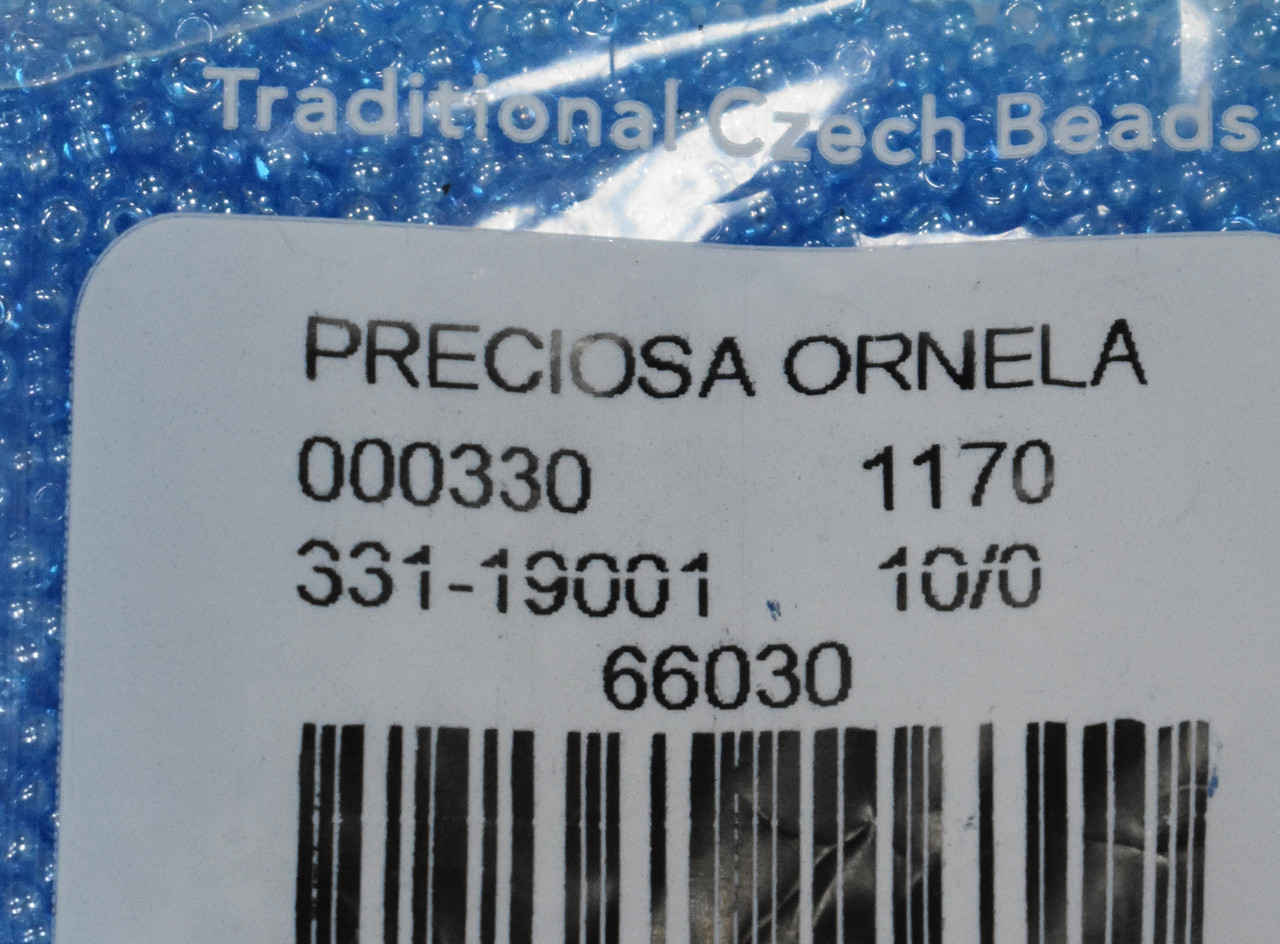 Traditional Czech Beads
PRECIOSA ORNELA
000330 1170
331-19001 10/0
66030